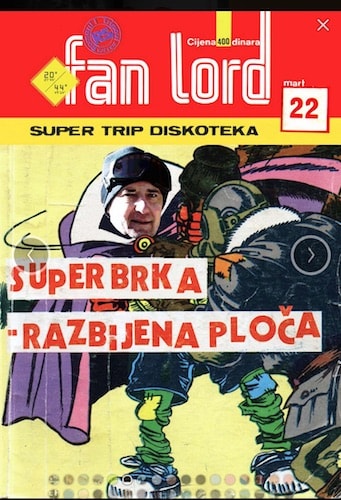 Cijena 400 dinara
fan lord
20°
44°
mart
22
SUPER TRIP DISKOTEKA
SUPER BRKA
RAZBIJENA PLOČA